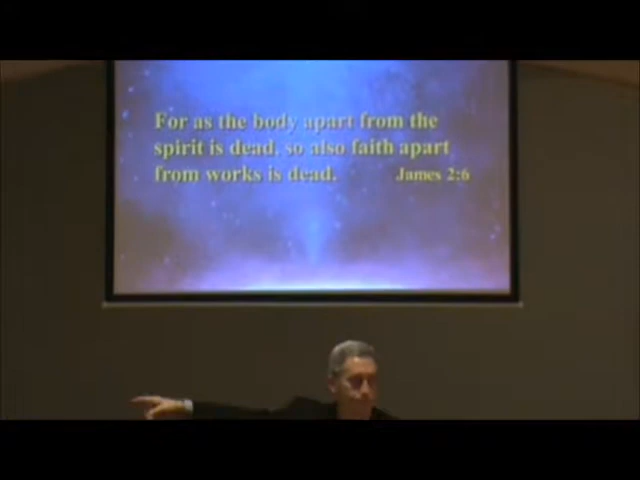 For as the body apart from the
spirit is dead, so also faith apart
from works is dead. James 2:6